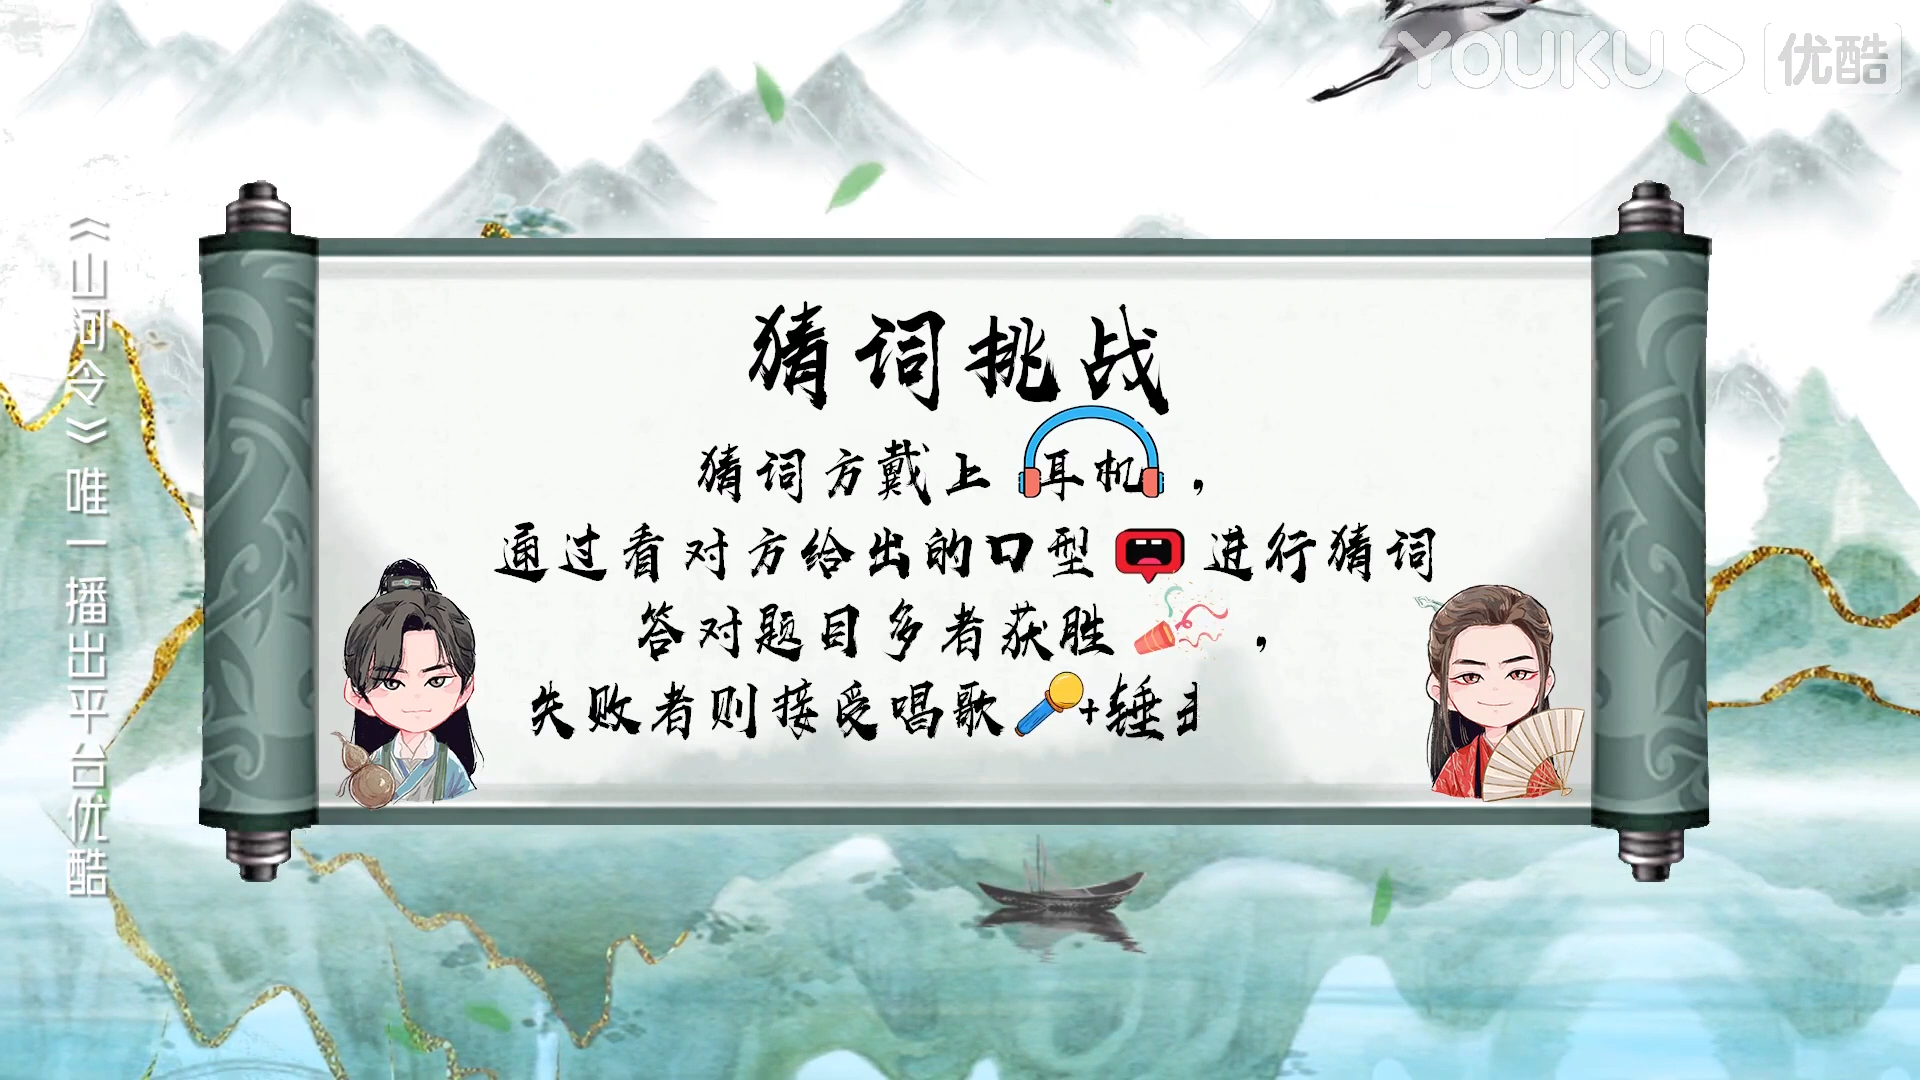 YOUKU 优酷
《山河令》唯一播出平台优酷
猜词挑战
猜词方戴上耳机，
通过看对方给出的口型进行猜词
答对题目多者获胜，
失败者则接受唱歌+锤